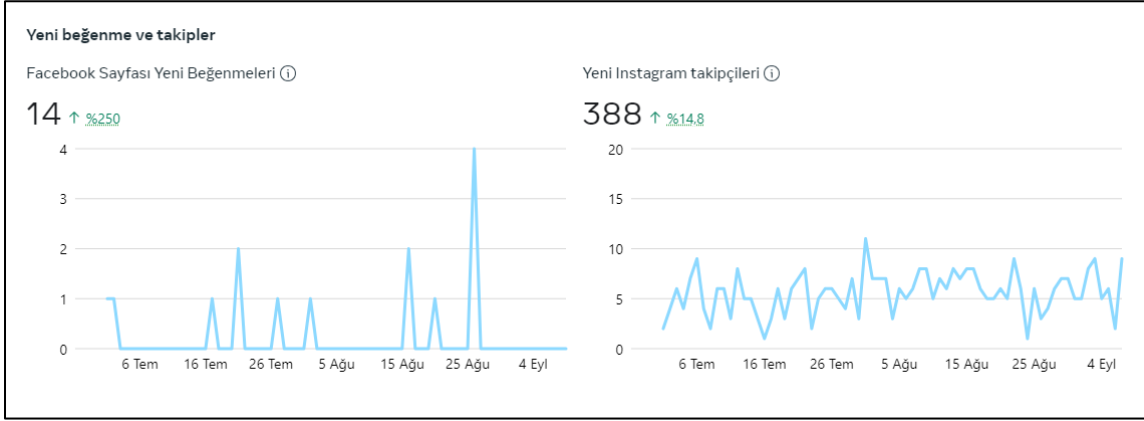 Yeni beğenme ve takipler
Facebook Sayfası Yeni Beğenmeleri
14 ↑ %250
4
3
2
1
0
6 Tem 16 Tem 26 Tem 5 Ağu 15 Ağu 25 Ağu 4 Eyl
Yeni Instagram takipçileri
388 ↑ %14,8
20
15
10
5
0
6 Tem 16 Tem 26 Tem 5 Ağu 15 Ağu 25 Ağu 4 Eyl